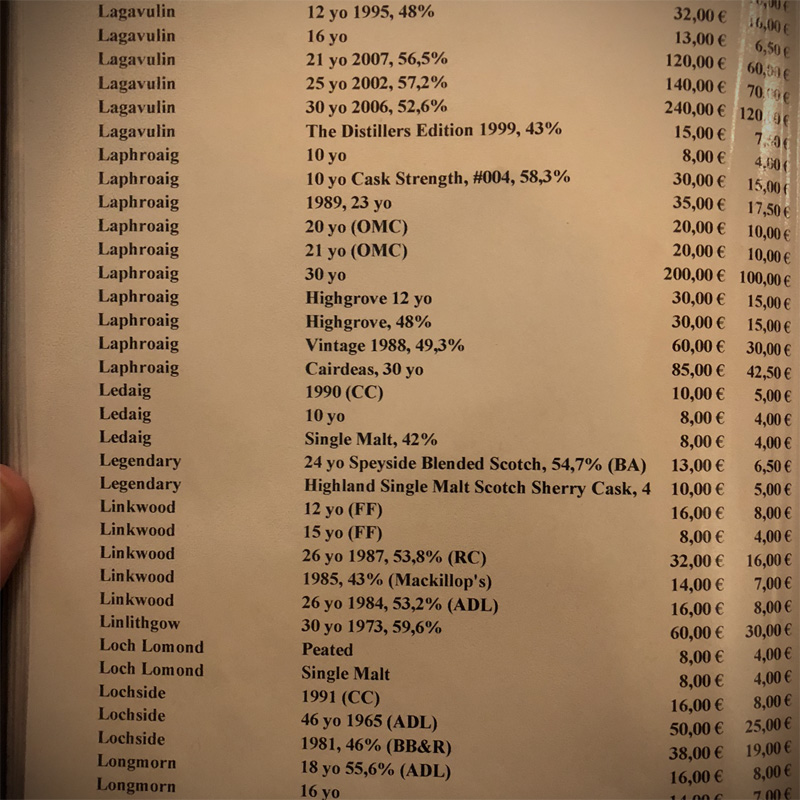 Lagavulin 12 yo 1995, 48% 32,00 €
Lagavulin 16 yo 13,00 € 6,50 €
Lagavulin 21 yo 2007, 56,5% 120,00 €
Lagavulin 25 yo 2002, 57,2% 140,00 €
Lagavulin 30 yo 2006, 52,6% 240,00 €
Lagavulin The Distillers Edition 1999, 43% 15,00 €
Laphroaig 10 yo 8,00 € 4,00 €
Laphroaig 10 yo Cask Strength, #004, 58,3% 30,00 € 15,00 €
Laphroaig 1989, 23 yo 35,00 € 17,50 €
Laphroaig 20 yo (OMC) 20,00 € 10,00 €
Laphroaig 21 yo (OMC) 20,00 € 10,00 €
Laphroaig 30 yo 200,00 € 100,00 €
Laphroaig Highgrove 12 yo 30,00 € 15,00 €
Laphroaig Highgrove, 48% 30,00 € 15,00 €
Laphroaig Vintage 1988, 49,3% 60,00 € 30,00 €
Laphroaig Cairdeas, 30 yo 85,00 € 42,50 €
Ledaig 1990 (CC) 10,00 € 5,00 €
Ledaig 10 yo 8,00 € 4,00 €
Ledaig Single Malt, 42% 8,00 € 4,00 €
Legendary 24 yo Speyside Blended Scotch, 54,7% (BA) 13,00 € 6,50 €
Legendary Highland Single Malt Scotch Sherry Cask, 4 10,00 € 5,00 €
Linkwood 12 yo (FF) 16,00 € 8,00 €
Linkwood 15 yo (FF) 8,00 € 4,00 €
Linkwood 26 yo 1987, 53,8% (RC) 32,00 € 16,00 €
Linkwood 1985, 43% (Mackillop's) 14,00 € 7,00 €
Linkwood 26 yo 1984, 53,2% (ADL) 16,00 € 8,00 €
Linlithgow 30 yo 1973, 59,6% 60,00 € 30,00 €
Loch Lomond Peated 8,00 € 4,00 €
Loch Lomond Single Malt 8,00 € 4,00 €
Lochside 1991 (CC) 16,00 € 8,00 €
Lochside 46 yo 1965 (ADL) 50,00 € 25,00 €
Lochside 1981, 46% (BB&R) 38,00 € 19,00 €
Longmorn 18 yo 55,6% (ADL) 16,00 € 8,00 €
Longmorn 16 yo 14,00 € 7,00 €